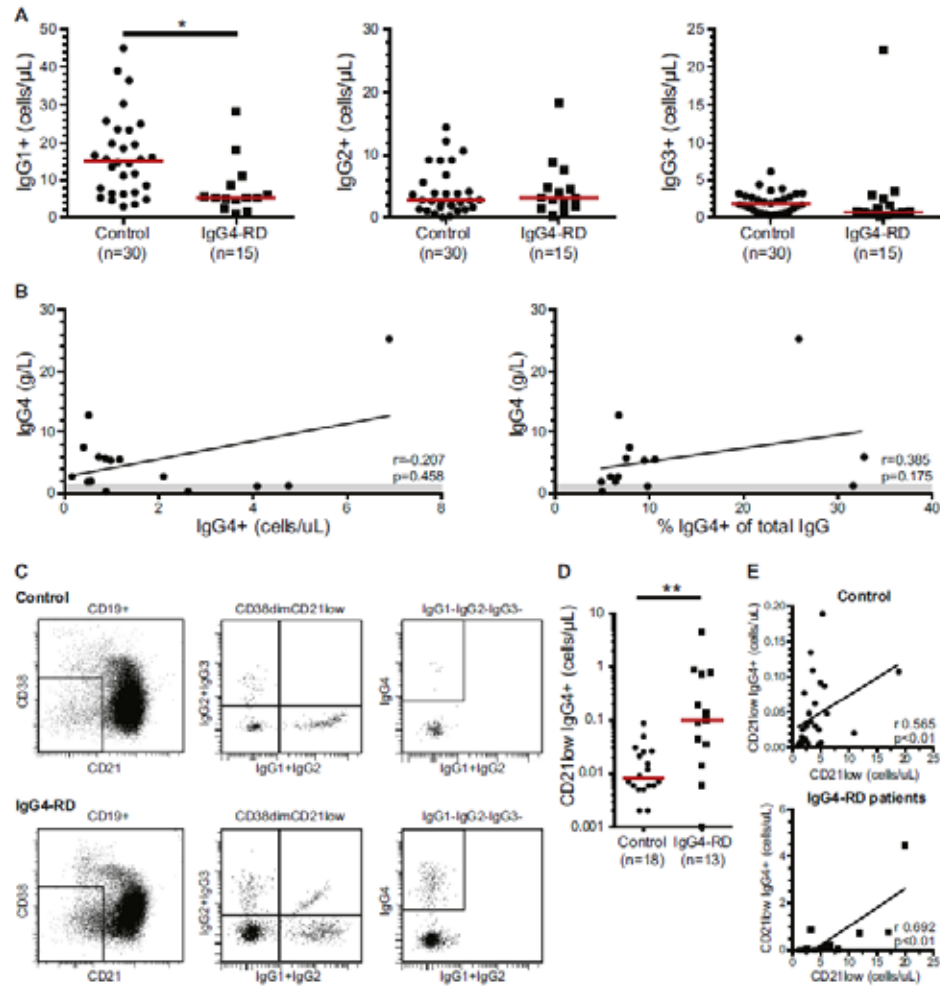 A
*
50
40
30
20
10
0
IgG1+ (cells/µL)
Control
(n=30)
IgG4-RD
(n=15)
30
20
10
0
IgG2+ (cells/µL)
Control
(n=30)
IgG4-RD
(n=15)
25
20
15
10
5
0
IgG3+ (cells/µL)
Control
(n=30)
IgG4-RD
(n=15)
B
30
20
10
0
IgG4 (g/L)
r=-0.207
p=0.458
0 2 4 6 8
IgG4+ (cells/uL)
30
20
10
0
IgG4 (g/L)
r=0.385
p=0.175
0 10 20 30 40
% IgG4+ of total IgG
C
Control
CD19+
CD38
CD21
CD38dimCD21low
IgG2+IgG3
IgG1+IgG2
IgG1-IgG2-IgG3-
IgG4
IgG1+IgG2
IgG4-RD
CD19+
CD38
CD21
CD38dimCD21low
IgG2+IgG3
IgG1+IgG2
IgG1-IgG2-IgG3-
IgG4
IgG1+IgG2
D
**
10
1
0.1
0.01
0.001
CD21low IgG4+ (cells/µL)
Control
(n=18)
IgG4-RD
(n=13)
E
Control
0.20
0.15
0.10
0.05
0.00
CD21low IgG4+ (cells/uL)
r 0.565
p<0.01
0 5 10 15 20 25
CD21low (cells/uL)
IgG4-RD patients
6
4
2
0
CD21low IgG4+ (cells/uL)
r 0.692
p<0.01
0 5 10 15 20 25
CD21low (cells/uL)